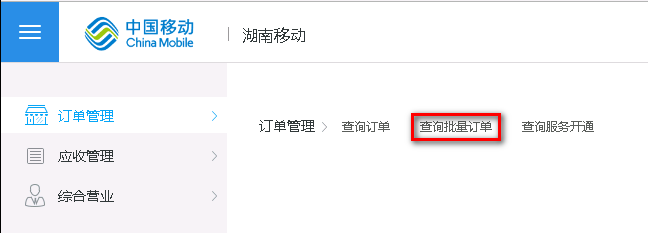 中国移动
China Mobile
湖南移动
订单管理
应收管理
综合营业
订单管理 查询订单 查询批量订单 查询服务开通